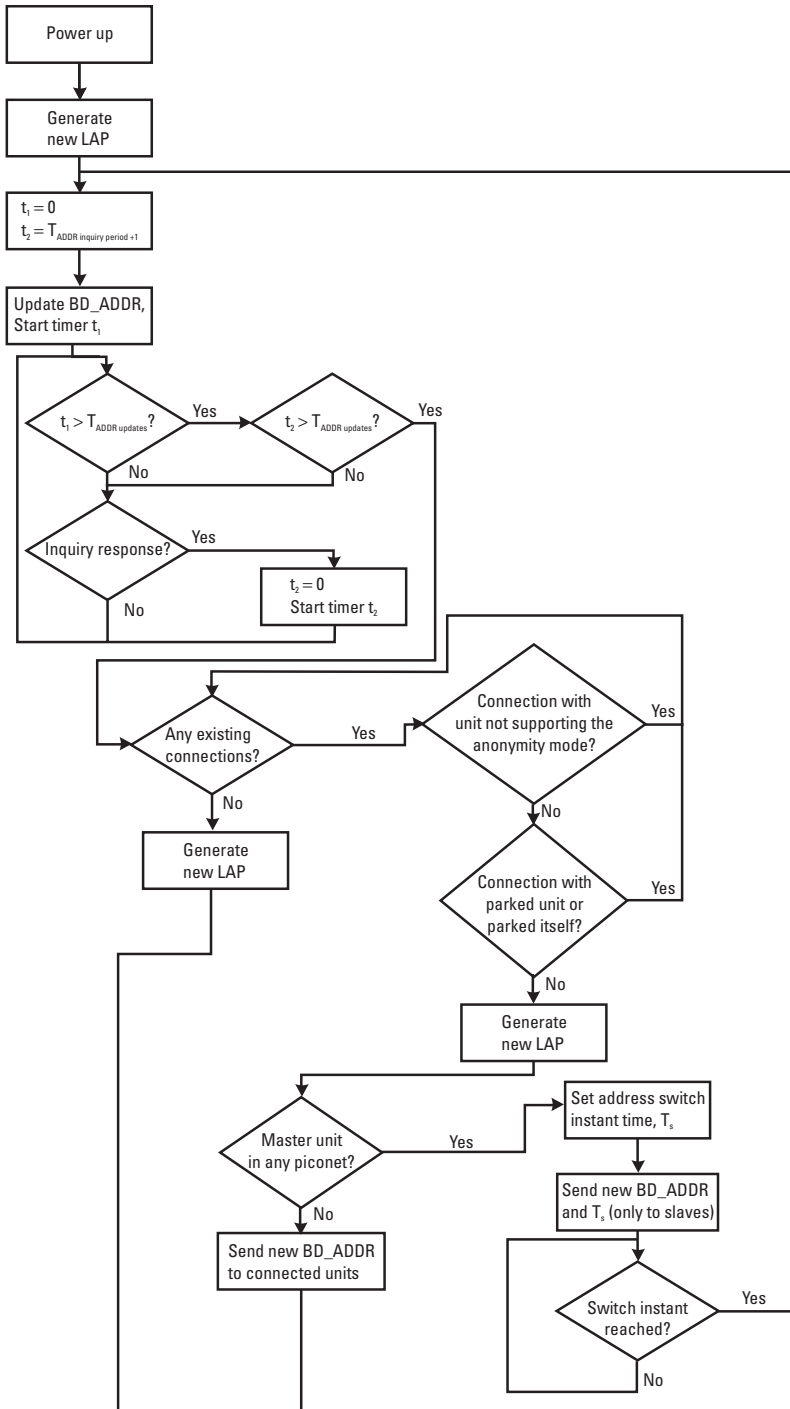 Power up
Generate
new LAP
t₁ = 0
t₂ = T ADDR inquiry period +1
Update BD_ADDR,
Start timer t₁
t₁ > T ADDR updates?
Yes
t₂ > T ADDR updates?
Yes
No
No
Inquiry response?
Yes
t₂ = 0
Start timer t₂
No
Any existing
connections?
Yes
Connection with
unit not supporting the
anonymity mode?
Yes
No
No
Generate
new LAP
Connection with
parked unit or
parked itself?
Yes
No
Generate
new LAP
Master unit
in any piconet?
Yes
Set address switch
instant time, Tₛ
No
Send new BD_ADDR
and Tₛ (only to slaves)
Send new BD_ADDR
to connected units
Switch instant
reached?
Yes
No